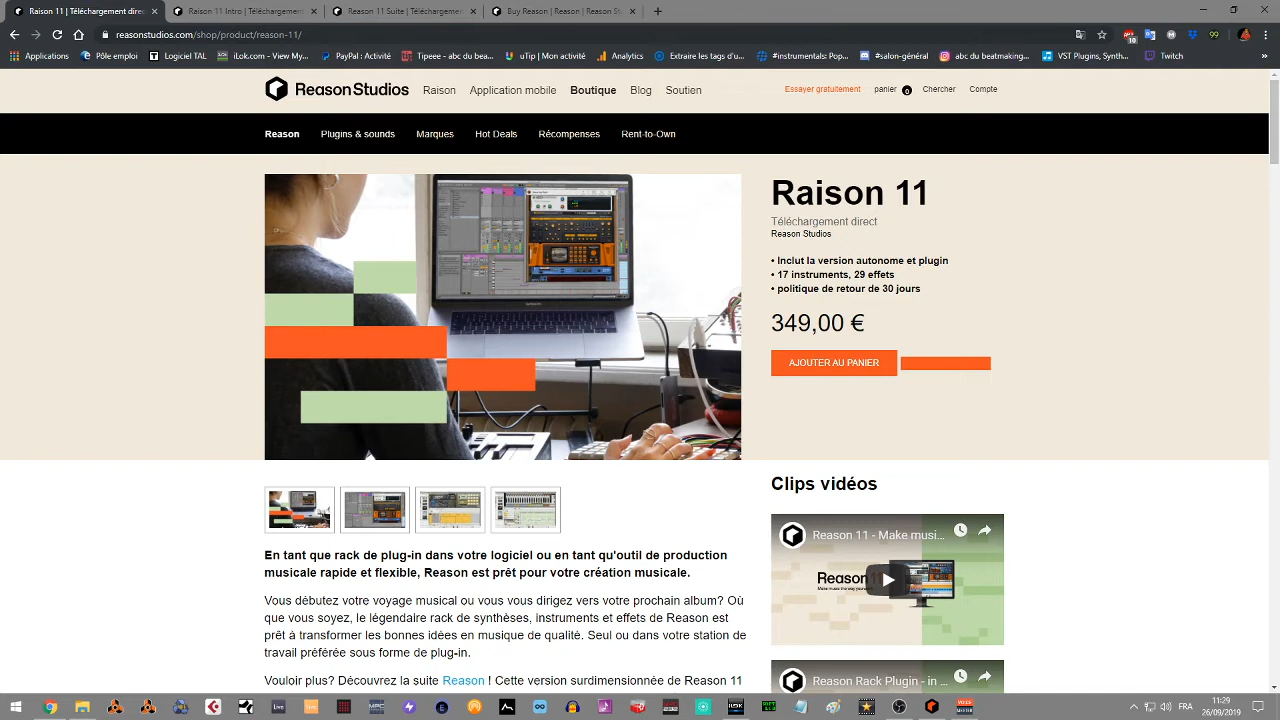 Reason 11 | Téléchargement direct
Reason 11 Intro | Téléchargement
Reason 11 Suite | Téléchargement
Buy Reason | Reason | Boutique
reasonstudios.com/shop/product/reason-11/
Applications
Pôle emploi
Logiciel TAL
iLok.com - View My...
PayPal : Activité
Tipeee - abc du bea...
uTip | Mon activité
Analytics
Extraire les tags d'u...
#instrumentals: Pop...
#salon-général
abc du beatmaking...
VST Plugins, Synth...
Twitch
ReasonStudios
Raison
Application mobile
Boutique
Blog
Soutien
Essayer gratuitement
panier 0
Chercher
Compte
Reason
Plugins & sounds
Marques
Hot Deals
Récompenses
Rent-to-Own
Raison 11
Téléchargement direct
Reason Studios
• Inclut la version autonome et plugin
• 17 instruments, 29 effets
• politique de retour de 30 jours
349,00 €
AJOUTER AU PANIER
Clips vidéos
Reason 11 - Make musi...
Reason 11
Make music the way you want
En tant que rack de plug-in dans votre logiciel ou en tant qu'outil de production
musicale rapide et flexible, Reason est prêt pour votre création musicale.
Vous débutez votre voyage musical ou vous vous dirigez vers votre prochain album? Où
que vous soyez, le légendaire rack de synthèses, instruments et effets de Reason est
prêt à transformer les bonnes idées en musique de qualité. Seul ou dans votre station de
travail préférée sous forme de plug-in.
Reason Rack Plugin - in ...
Vouloir plus? Découvrez la suite Reason ! Cette version surdimensionnée de Reason 11
Live
Live
MPC
FRA
11:29
26/09/2019